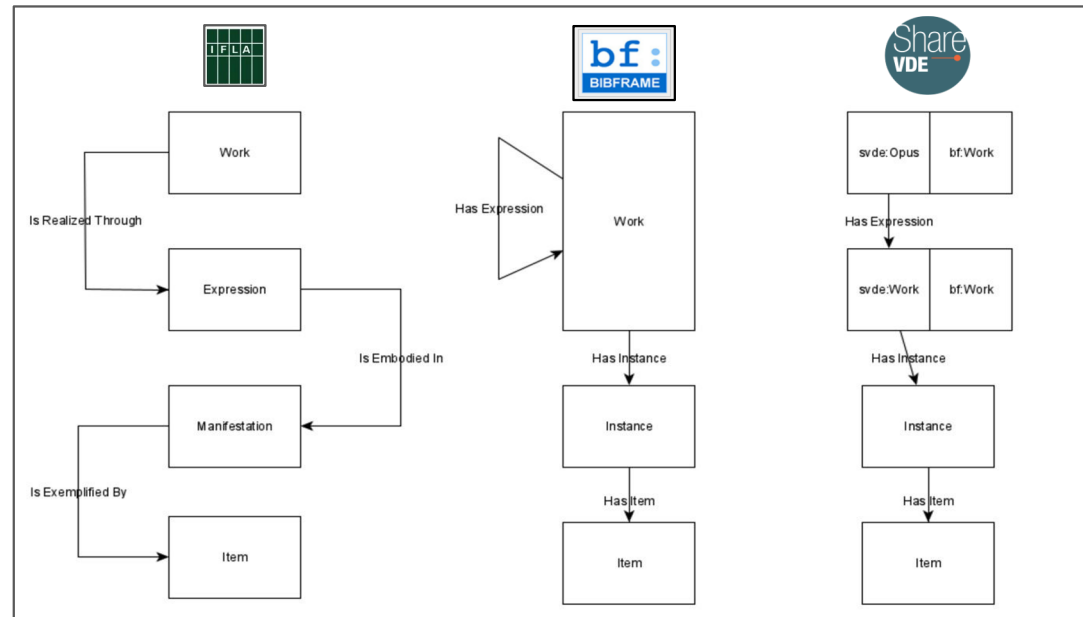 IFLA
Work
Is Realized Through
Expression
Is Embodied In
Manifestation
Is Exemplified By
Item
bf:
BIBFRAME
Has Expression
Work
Has Instance
Instance
Has Item
Item
Share
VDE
svde:Opus
bf:Work
Has Expression
svde:Work
bf:Work
Has Instance
Instance
Has Item
Item